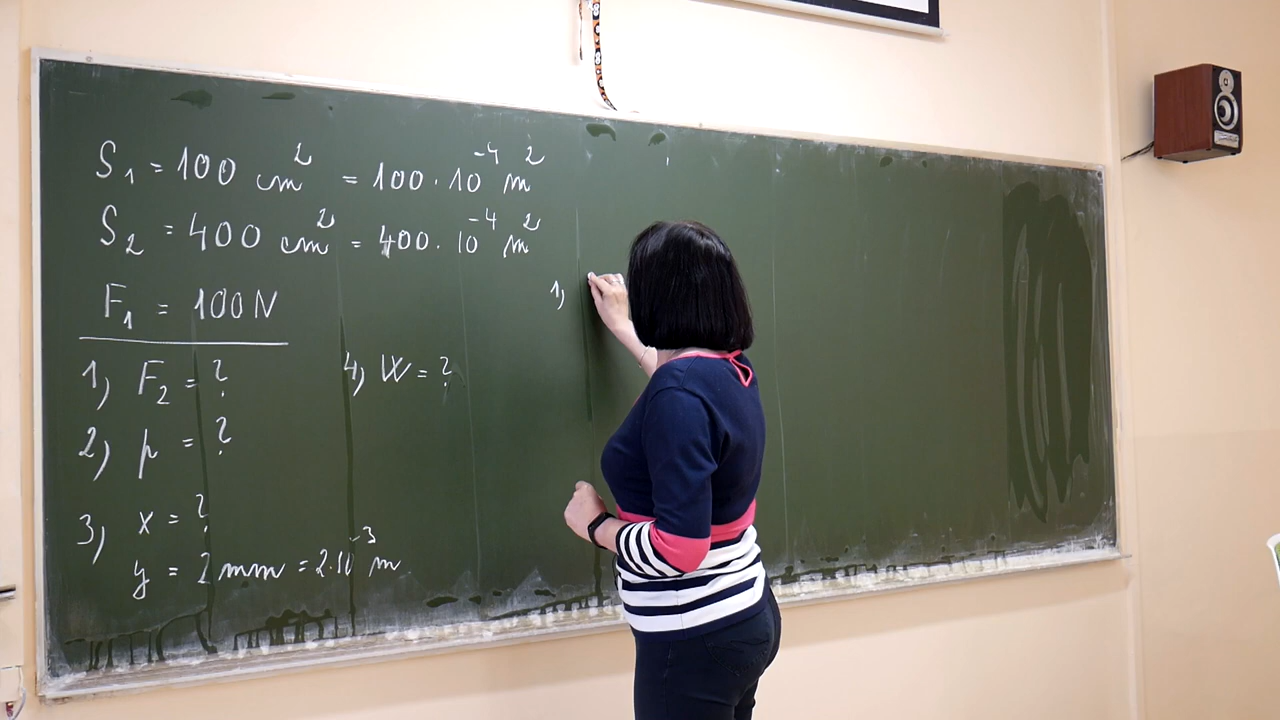 S₁ = 100 cm² = 100 · 10⁻⁴ m²
S₂ = 400 cm² = 400 · 10⁻⁴ m²
F₁ = 100 N
1) F₂ = ?
4) W = ?
2) p = ?
3) x = ?
y = 2 mm = 2 · 10⁻³ m
1)